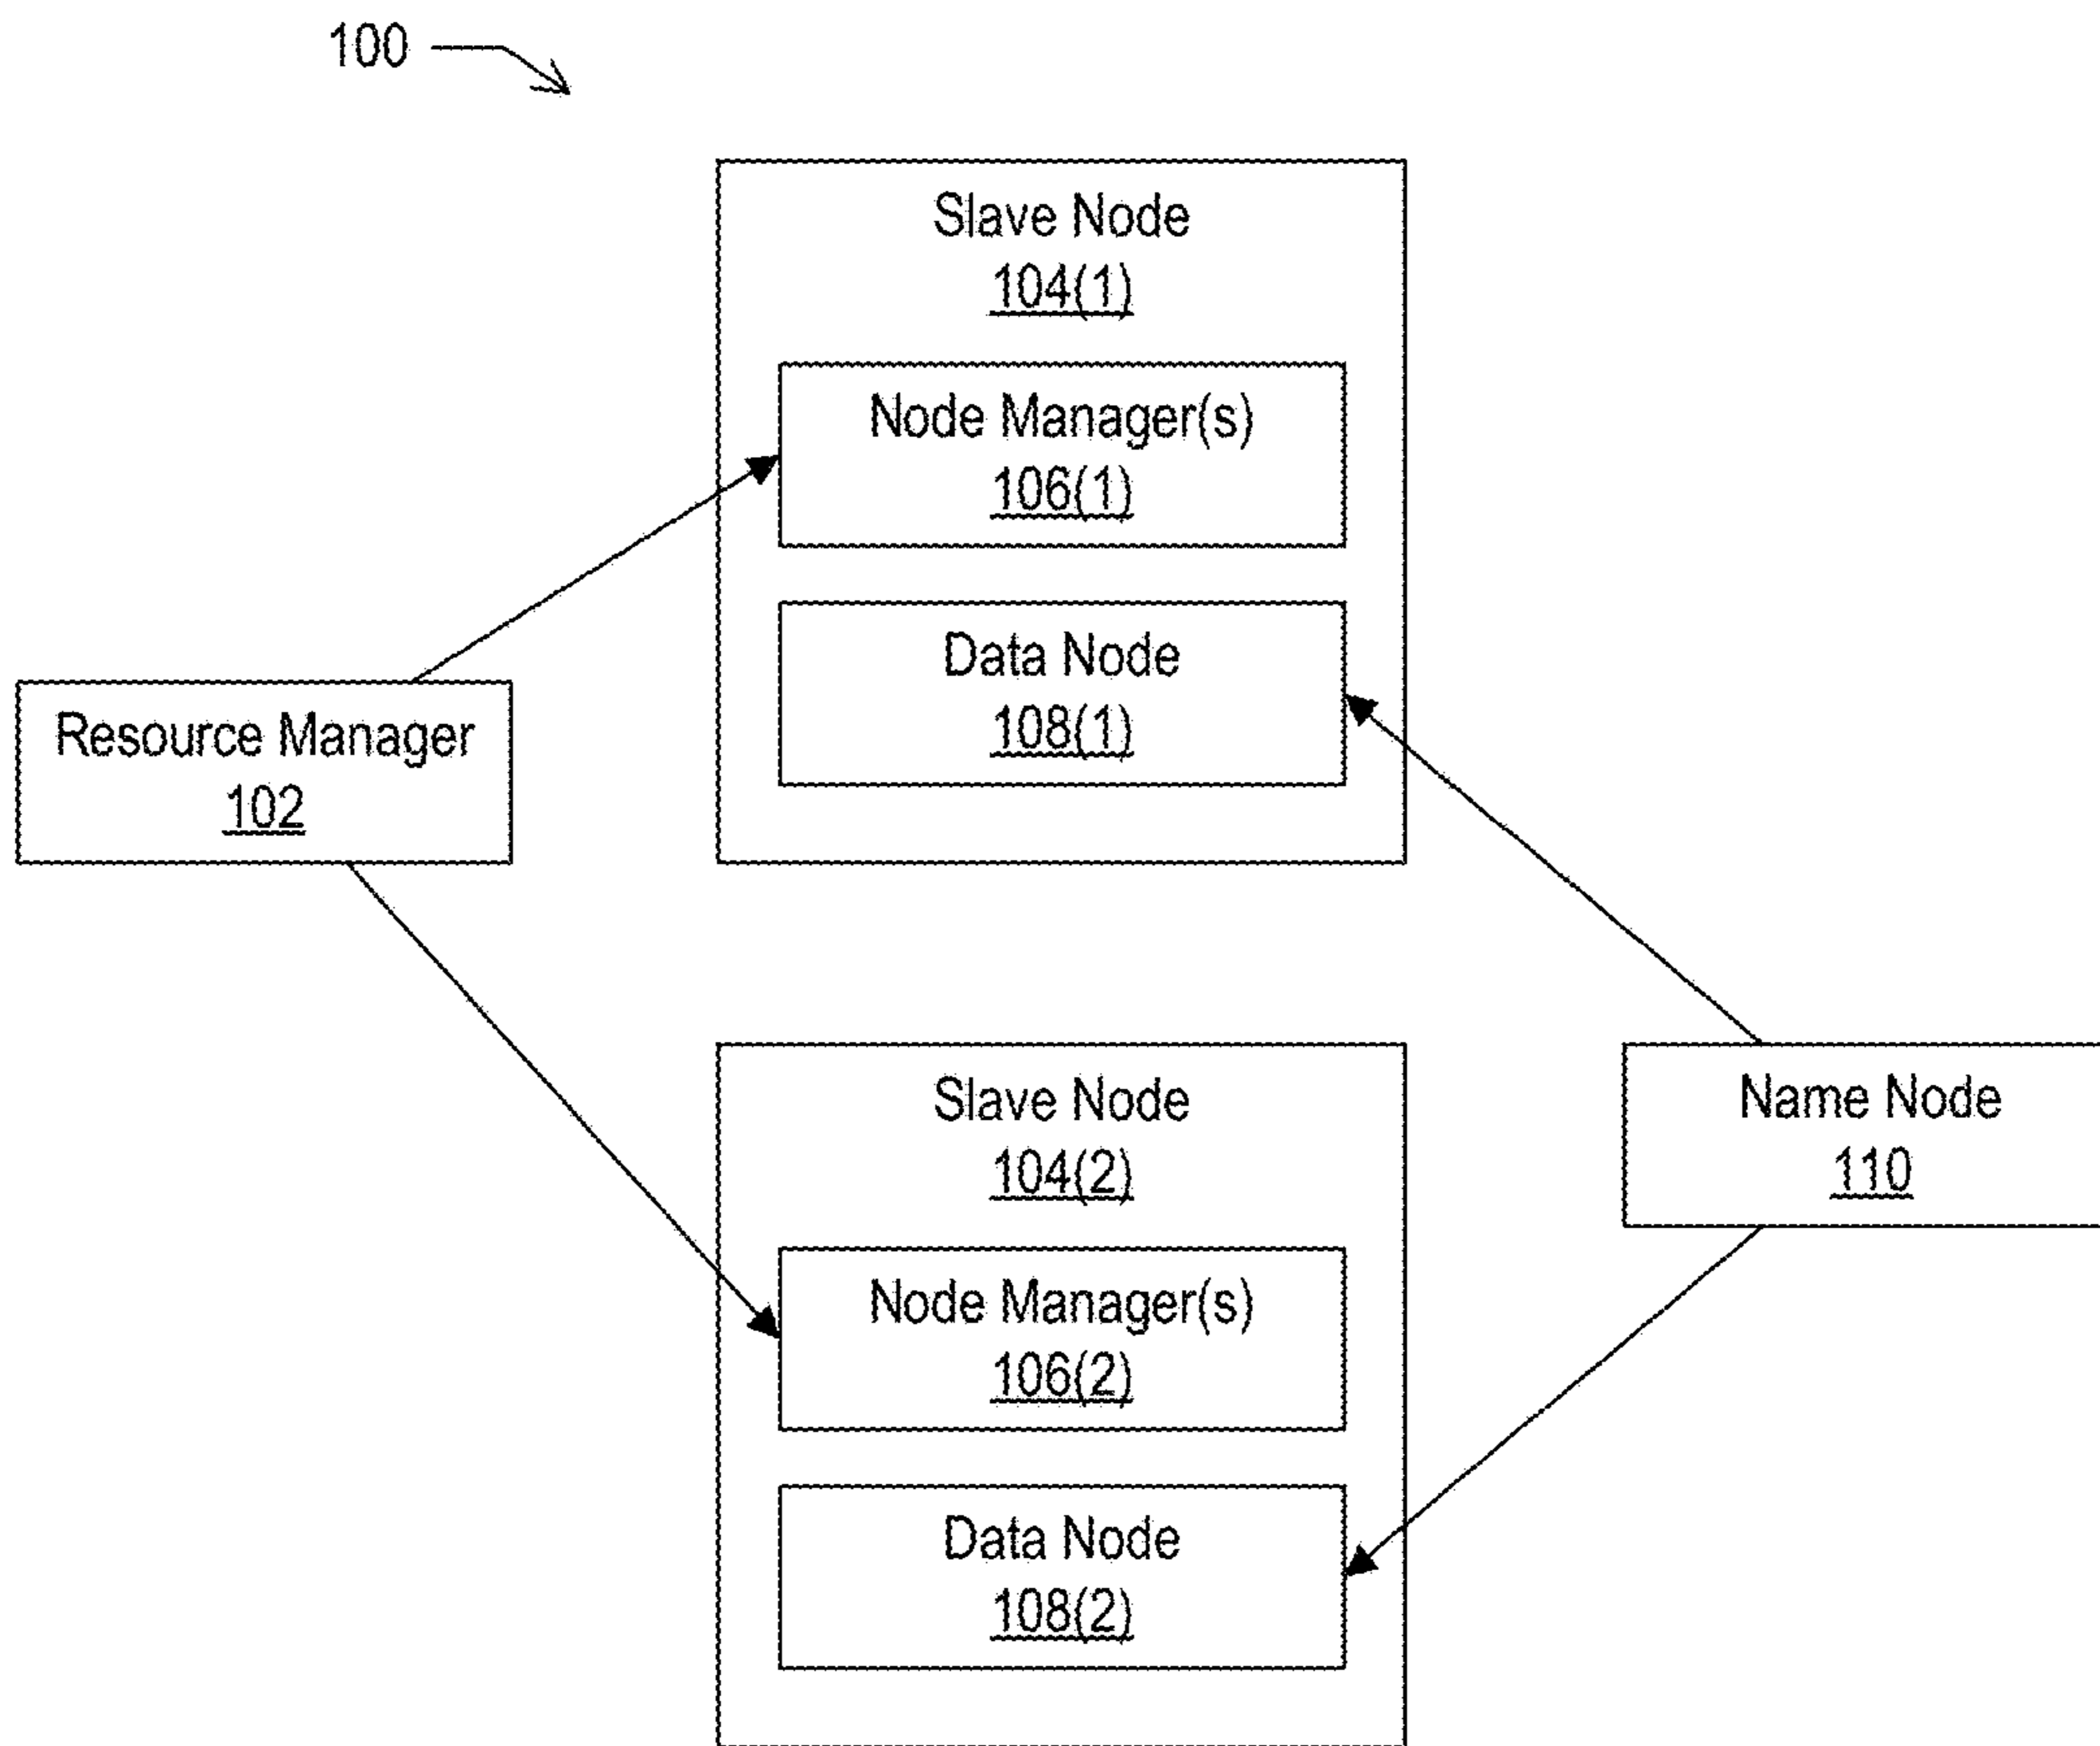 100
Slave Node
104(1)
Node Manager(s)
106(1)
Data Node
108(1)
Resource Manager
102
Slave Node
104(2)
Node Manager(s)
106(2)
Data Node
108(2)
Name Node
110